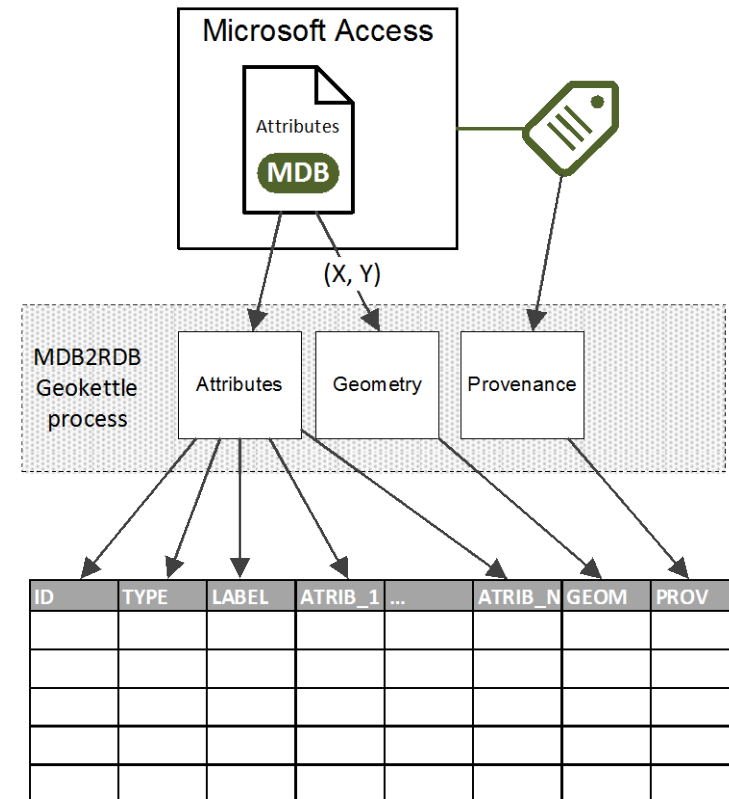 Microsoft Access
Attributes
MDB
(X, Y)
MDB2RDB
Geokettle
process
Attributes
Geometry
Provenance
ID TYPE LABEL ATRIB_1 ... ATRIB_N GEOM PROV